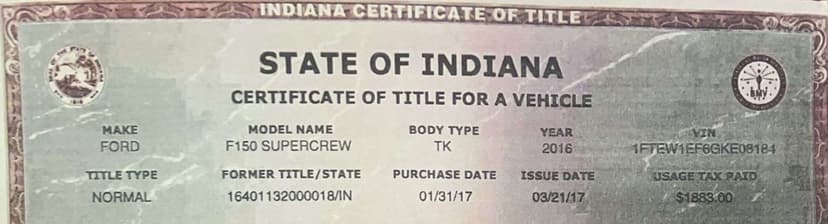 INDIANA CERTIFICATE OF TITLE
STATE OF INDIANA
CERTIFICATE OF TITLE FOR A VEHICLE
MAKE MODEL NAME BODY TYPE YEAR VIN
FORD F150 SUPERCREW TK 2016 1FTEW1EF6GKE08184
TITLE TYPE FORMER TITLE/STATE PURCHASE DATE ISSUE DATE USAGE TAX PAID
NORMAL 16401132000018/IN 01/31/17 03/21/17 $1883.00
BMV